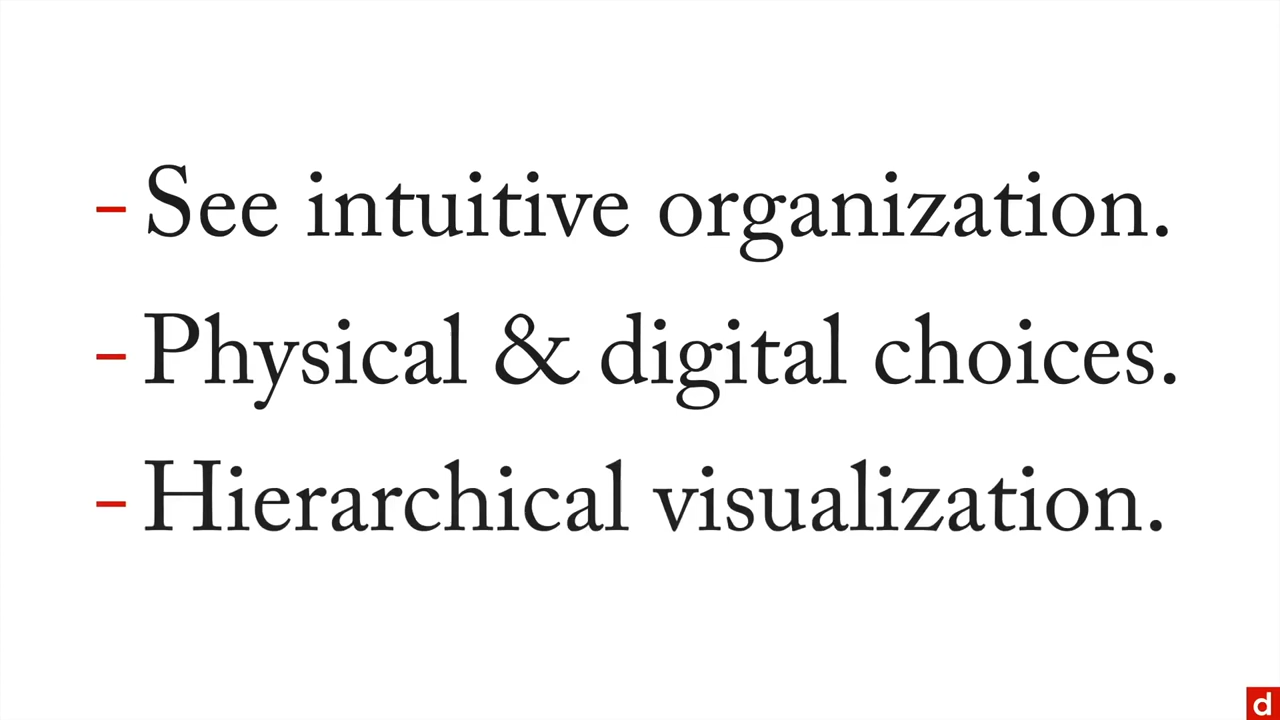 - See intuitive organization.
- Physical & digital choices.
- Hierarchical visualization.
d